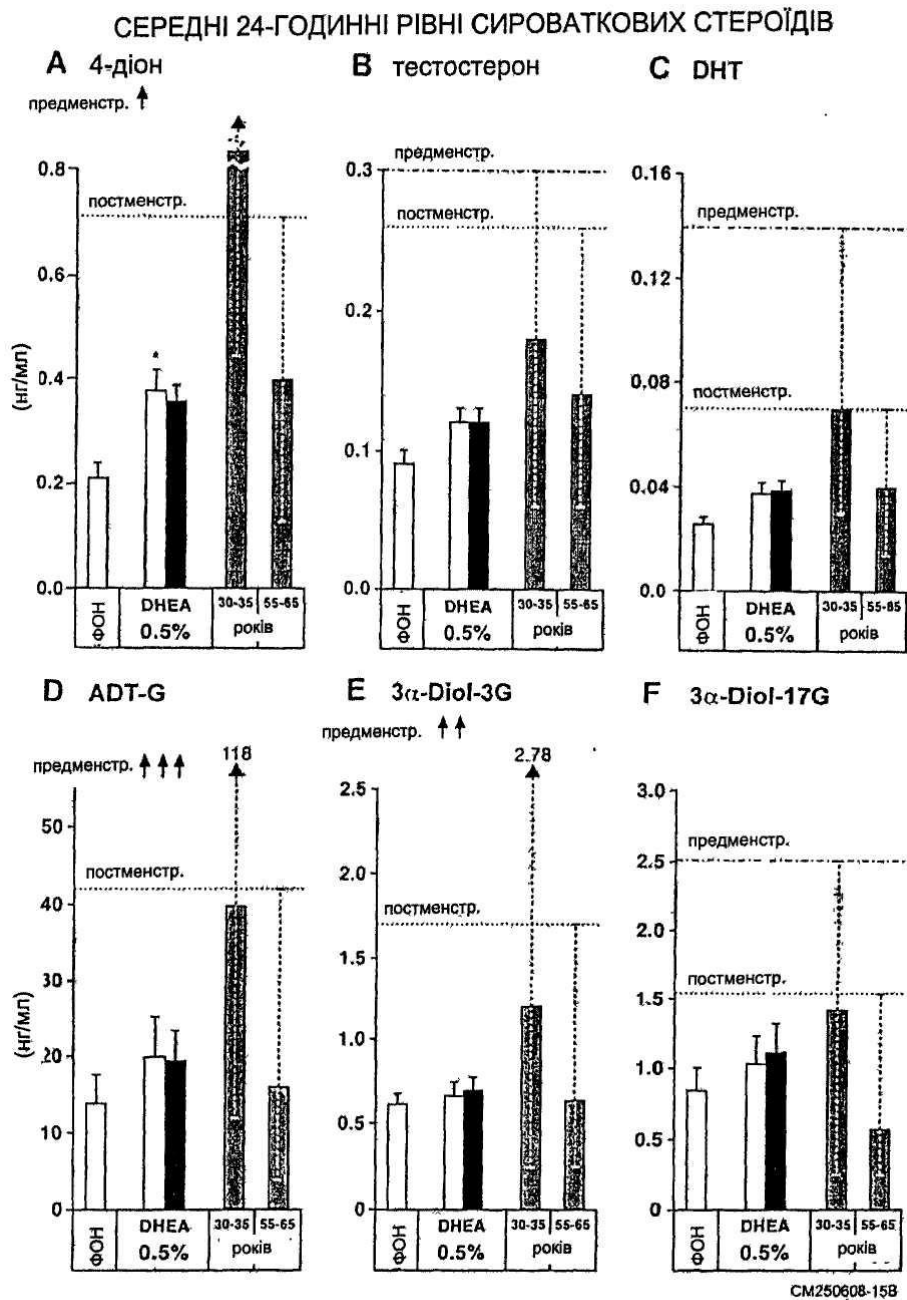 СЕРЕДНІ 24-ГОДИННІ РІВНІ СИРОВАТКОВИХ СТЕРОЇДІВ
A 4-діон
предменстр.
0.8
постменстр.
0.6
(нг/мл)
0.4
*
0.2
0.0
ФОН
DHEA
0.5%
30-35
55-65
років
B тестостерон
предменстр.
0.3
постменстр.
0.2
0.1
0.0
ФОН
DHEA
0.5%
30-35
55-65
років
C DHT
0.16
предменстр.
0.12
0.08
постменстр.
0.04
0.0
ФОН
DHEA
0.5%
30-35
55-65
років
D ADT-G
предменстр.
118
50
постменстр.
40
(нг/мл)
30
20
10
0
ФОН
DHEA
0.5%
30-35
55-65
років
E 3α-Diol-3G
предменстр.
2.78
2.5
2.0
постменстр.
1.5
1.0
0.5
0
ФОН
DHEA
0.5%
30-35
55-65
років
F 3α-Diol-17G
3.0
предменстр.
2.5
2.0
постменстр.
1.5
1.0
0.5
0
ФОН
DHEA
0.5%
30-35
55-65
років
CM250608-15B